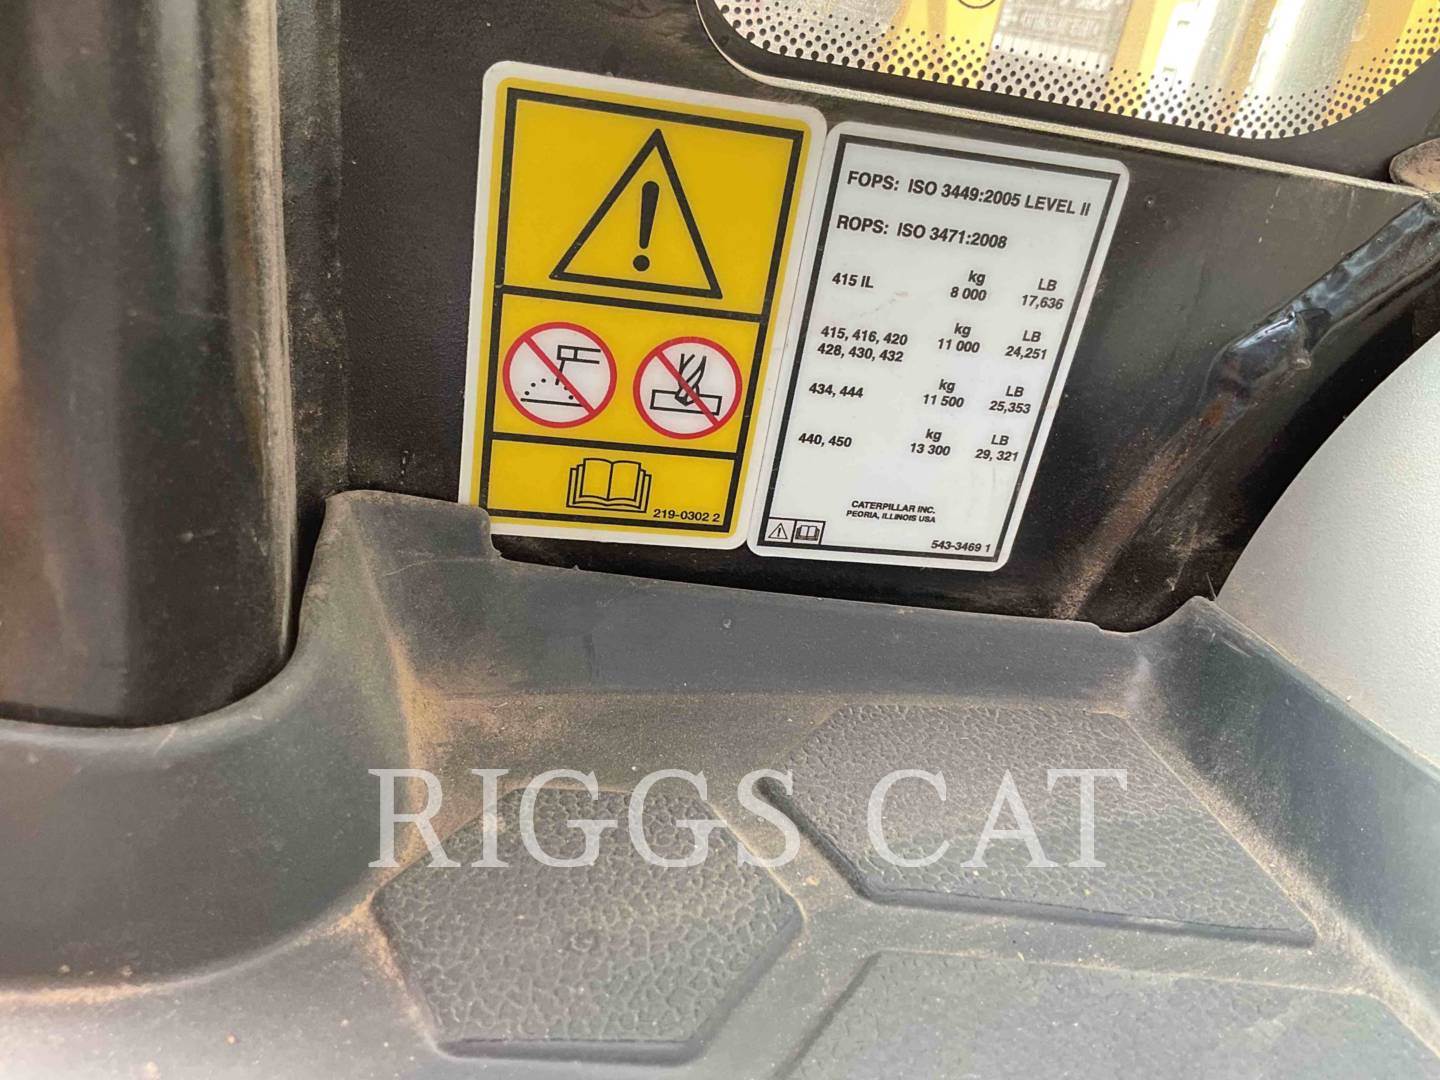 219-0302 2
FOPS: ISO 3449:2005 LEVEL II
ROPS: ISO 3471:2008
415 IL kg 8 000 LB 17,636
415, 416, 420
428, 430, 432 kg 11 000 LB 24,251
434, 444 kg 11 500 LB 25,353
440, 450 kg 13 300 LB 29, 321
CATERPILLAR INC.
PEORIA, ILLINOIS USA
543-3469 1
RIGGS CAT